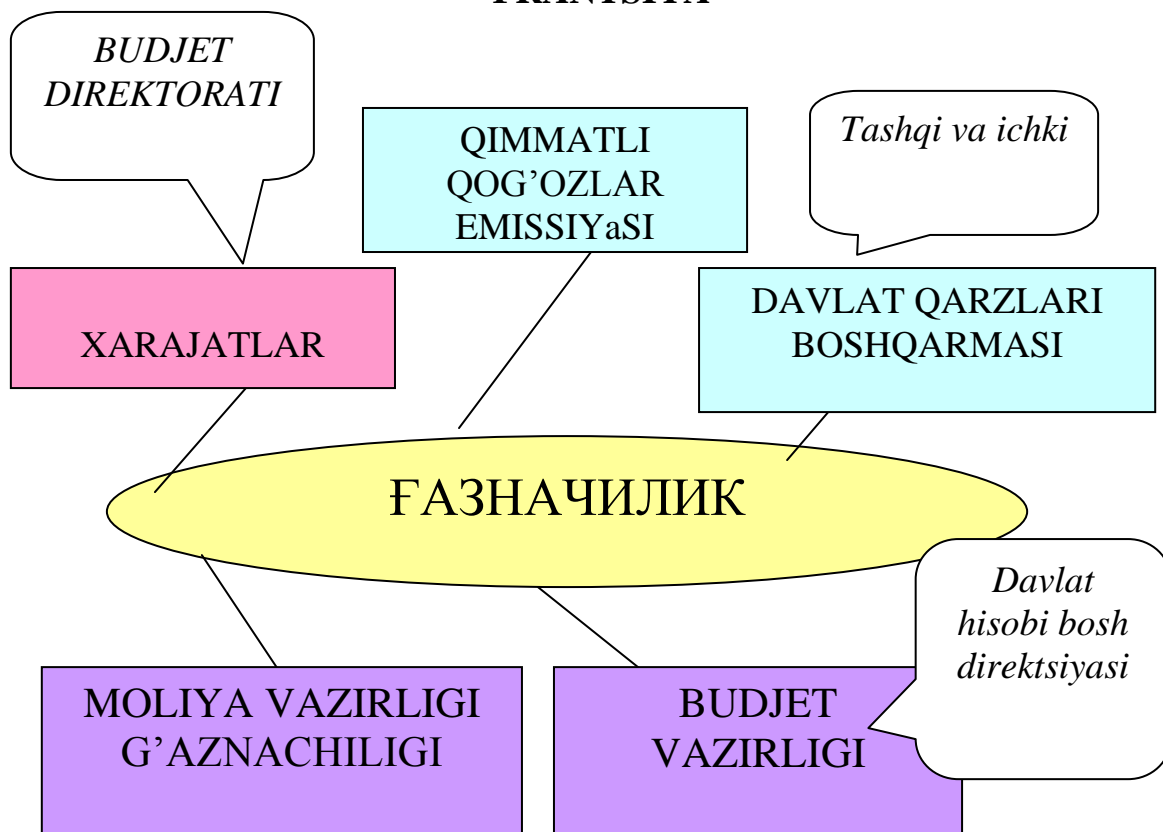 FRANTSIYA
BUDJET
DIREKTORATI
QIMMATLI
QOG’OZLAR
EMISSIYaSI
Tashqi va ichki
XARAJATLAR
DAVLAT QARZLARI
BOSHQARMASI
ҒАЗНАЧИЛИК
Davlat
hisobi bosh
direktsiyasi
MOLIYA VAZIRLIGI
G’AZNACHILIGI
BUDJET
VAZIRLIGI